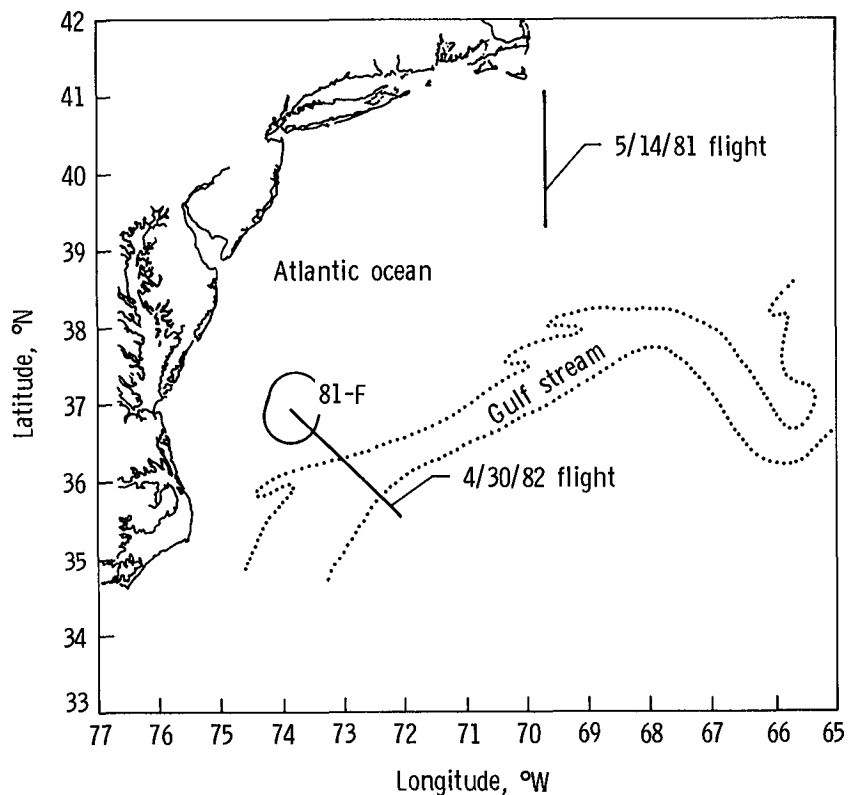 42
41
40
39
38
37
36
35
34
33
Latitude, °N
5/14/81 flight
Atlantic ocean
Gulf stream
81-F
4/30/82 flight
77 76 75 74 73 72 71 70 69 68 67 66 65
Longitude, °W